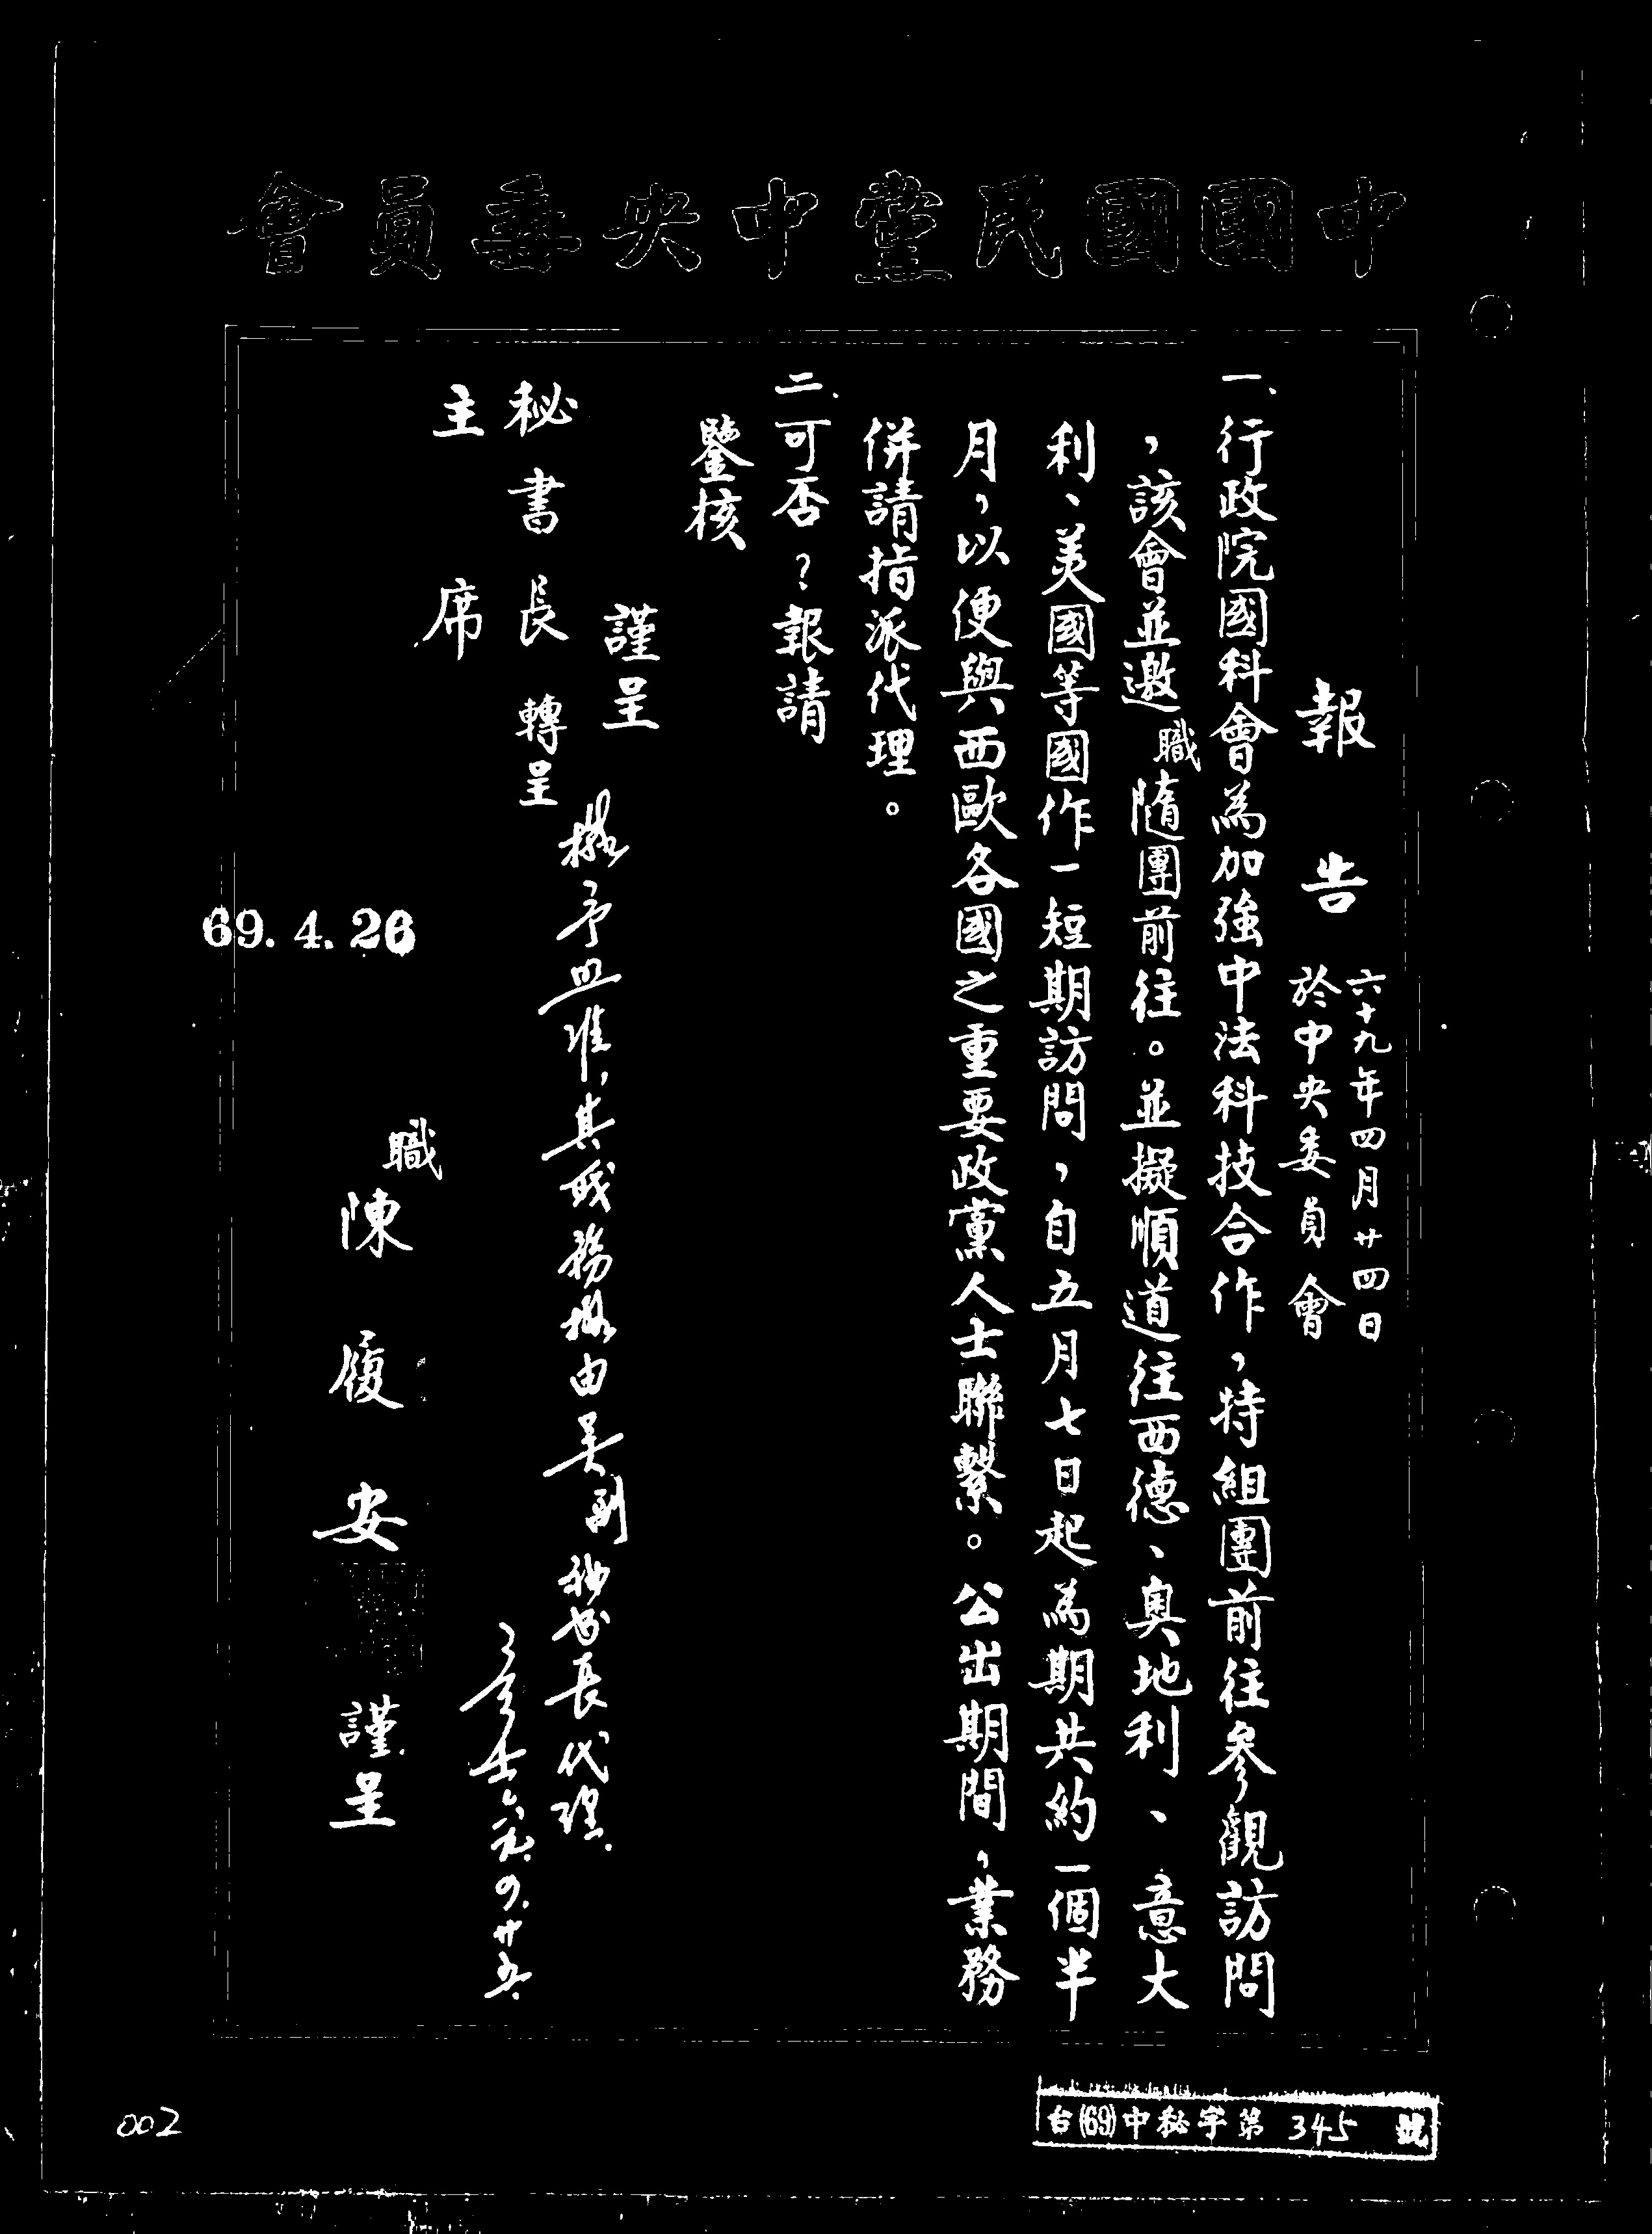 中國國民黨中央委員會
報告
六十九年四月廿四日
於中央委員會
一、行政院國科會為加強中法科技合作，特組團前往參觀訪問
，該會並邀職隨團前往。並擬順道往西德、奧地利、意大
利、美國等國作一短期訪問，自五月七日起為期共約一個半
月，以便與西歐各國之重要政黨人士聯繫。公出期間，業務
併請指派代理。
二、可否？報請
鑒核
謹呈
秘書長 轉呈
主席
擬予照准，其職務擬由吳副秘書長代理.
六九.四.廿五.
69.4.26
職
陳履安 謹呈
台(69)中秘字第 345 號
002